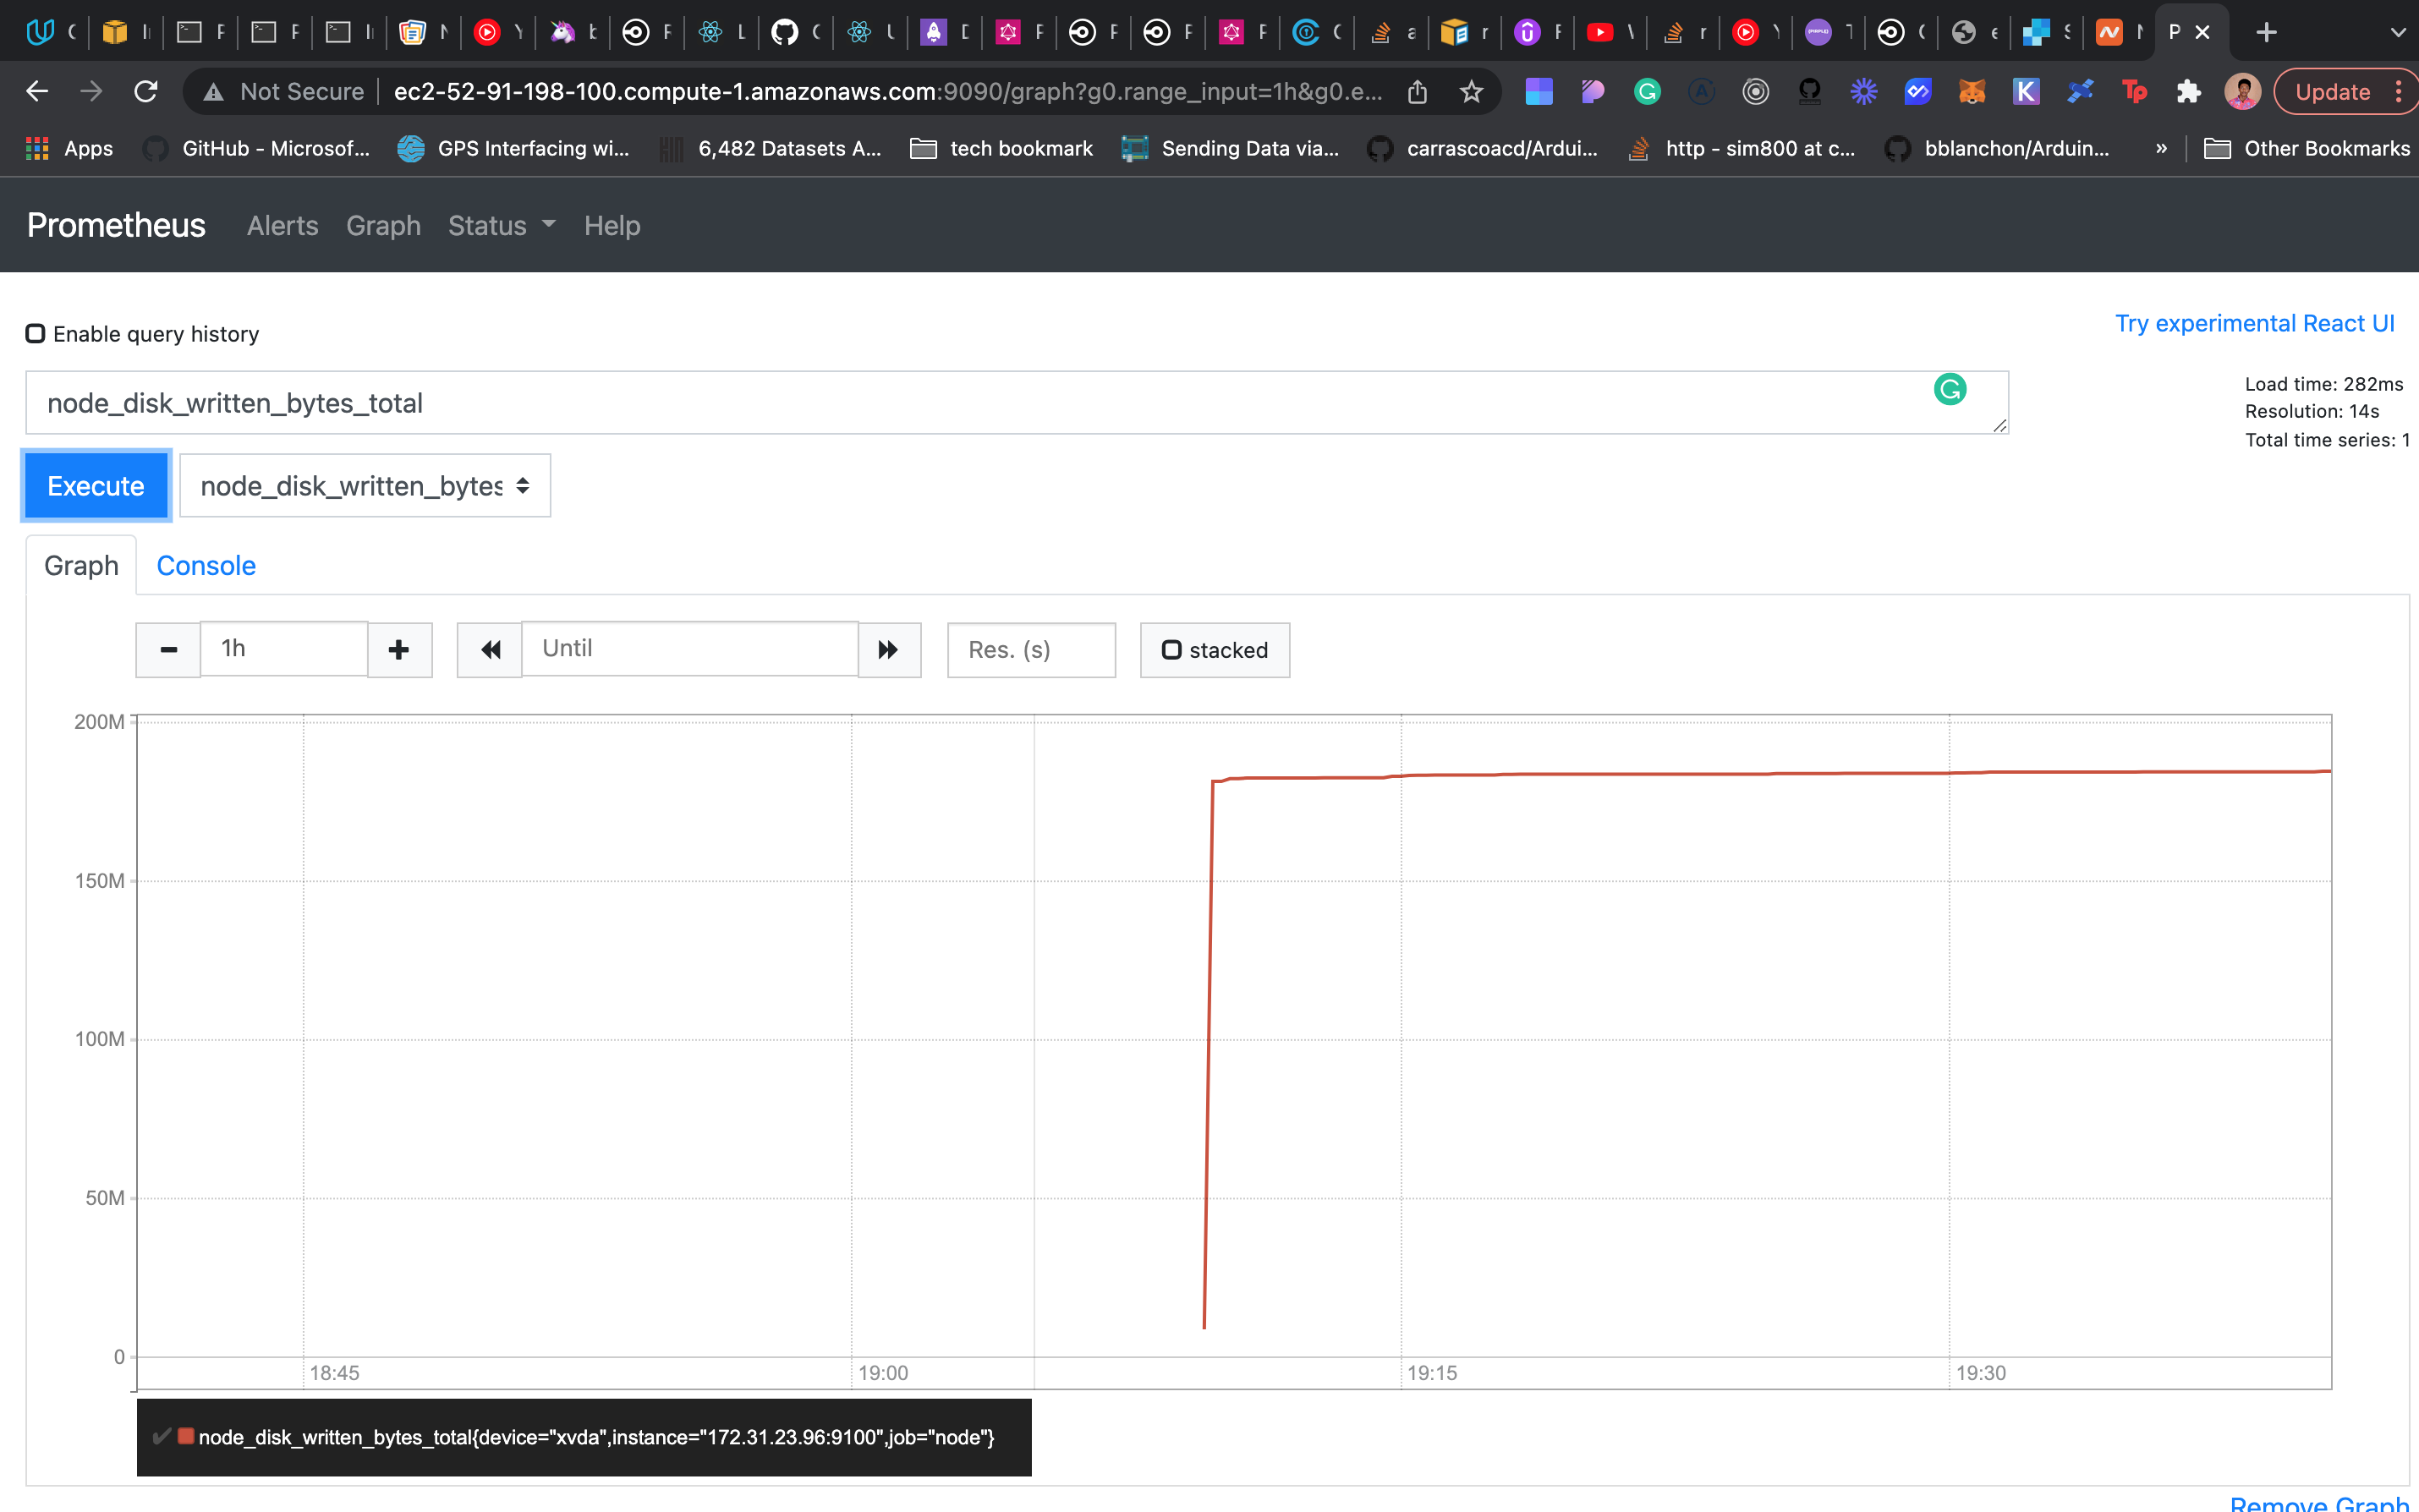 Not Secure
ec2-52-91-198-100.compute-1.amazonaws.com:9090/graph?g0.range_input=1h&g0.e...
Update
Apps
GitHub - Microsof...
GPS Interfacing wi...
6,482 Datasets A...
tech bookmark
Sending Data via...
carrascoacd/Ardui...
http - sim800 at c...
bblanchon/Arduin...
»
Other Bookmarks
Prometheus
Alerts
Graph
Status
Help
Enable query history
Try experimental React UI
node_disk_written_bytes_total
Load time: 282ms
Resolution: 14s
Total time series: 1
Execute
node_disk_written_bytes
Graph
Console
1h
Until
Res. (s)
stacked
200M
150M
100M
50M
0
18:45
19:00
19:15
19:30
node_disk_written_bytes_total{device="xvda",instance="172.31.23.96:9100",job="node"}
Remove Graph